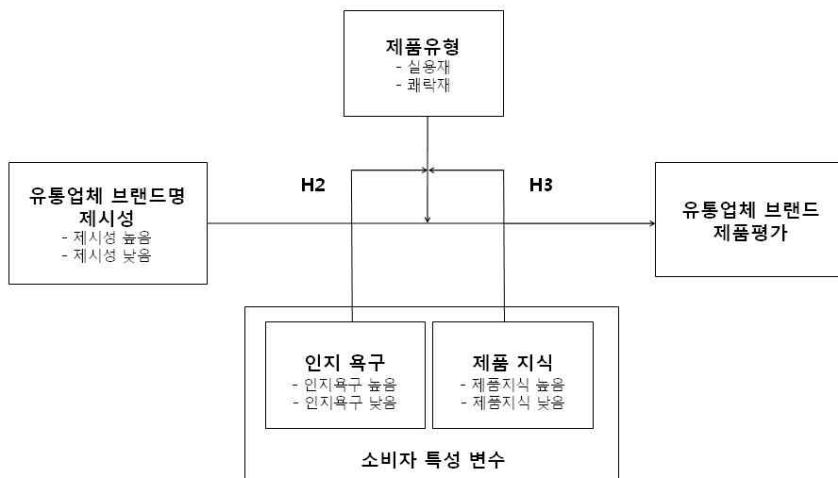 제품유형
- 실용재
- 쾌락재
H2
H3
유통업체 브랜드명
제시성
- 제시성 높음
- 제시성 낮음
유통업체 브랜드
제품평가
인지 욕구
- 인지욕구 높음
- 인지욕구 낮음
제품 지식
- 제품지식 높음
- 제품지식 낮음
소비자 특성 변수